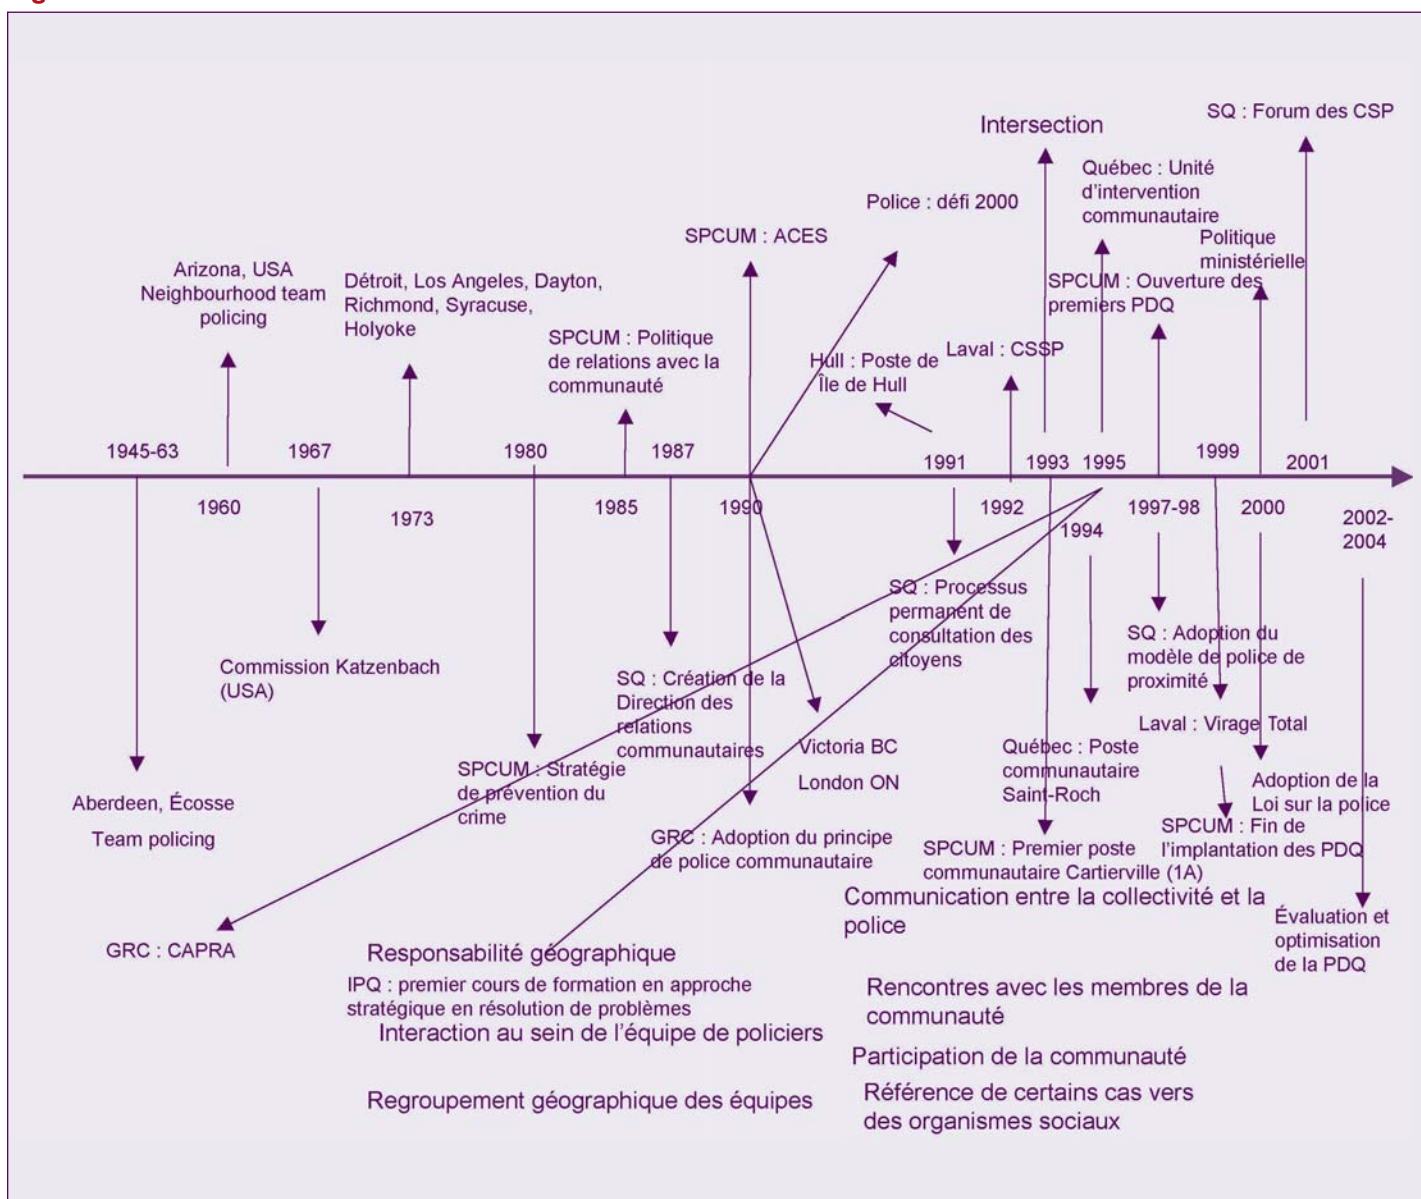 SQ : Forum des CSP
Intersection
Québec : Unité
d'intervention
communautaire
Police : défi 2000
SPCUM : ACES
Politique
ministérielle
Arizona, USA
Neighbourhood team
policing
Détroit, Los Angeles, Dayton,
Richmond, Syracuse,
Holyoke
SPCUM : Ouverture des
premiers PDQ
SPCUM : Politique
de relations avec la
communauté
Hull : Poste de
Île de Hull
Laval : CSSP
1945-63
1967
1980
1987
1991
1993
1995
1999
2001
1960
1973
1985
1990
1992
1994
1997-98
2000
2002-
2004
SQ : Processus
permanent de
consultation des
citoyens
SQ : Adoption du
modèle de police de
proximité
Commission Katzenbach
(USA)
SQ : Création de la
Direction des
relations
communautaires
Laval : Virage Total
Victoria BC
London ON
Québec : Poste
communautaire
Saint-Roch
SPCUM : Stratégie
de prévention du
crime
Adoption de la
Loi sur la police
Aberdeen, Écosse
Team policing
GRC : Adoption du principe
de police communautaire
SPCUM : Premier poste
communautaire Cartierville (1A)
SPCUM : Fin de
l'implantation des PDQ
Communication entre la collectivité et la
police
Évaluation et
optimisation
de la PDQ
GRC : CAPRA
Responsabilité géographique
IPQ : premier cours de formation en approche
stratégique en résolution de problèmes
Interaction au sein de l'équipe de policiers
Regroupement géographique des équipes
Rencontres avec les membres de la
communauté
Participation de la communauté
Référence de certains cas vers
des organismes sociaux